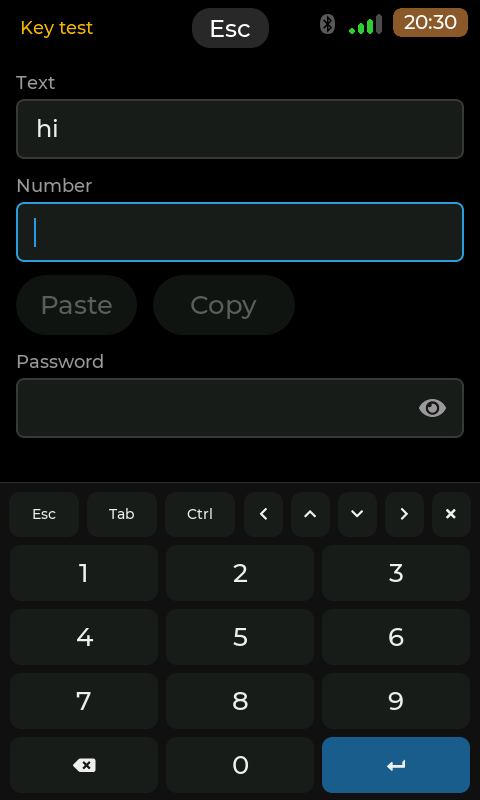 Key test
Esc
20:30
Text
hi
Number
Paste Copy
Password
Esc Tab Ctrl
1 2 3
4 5 6
7 8 9
0